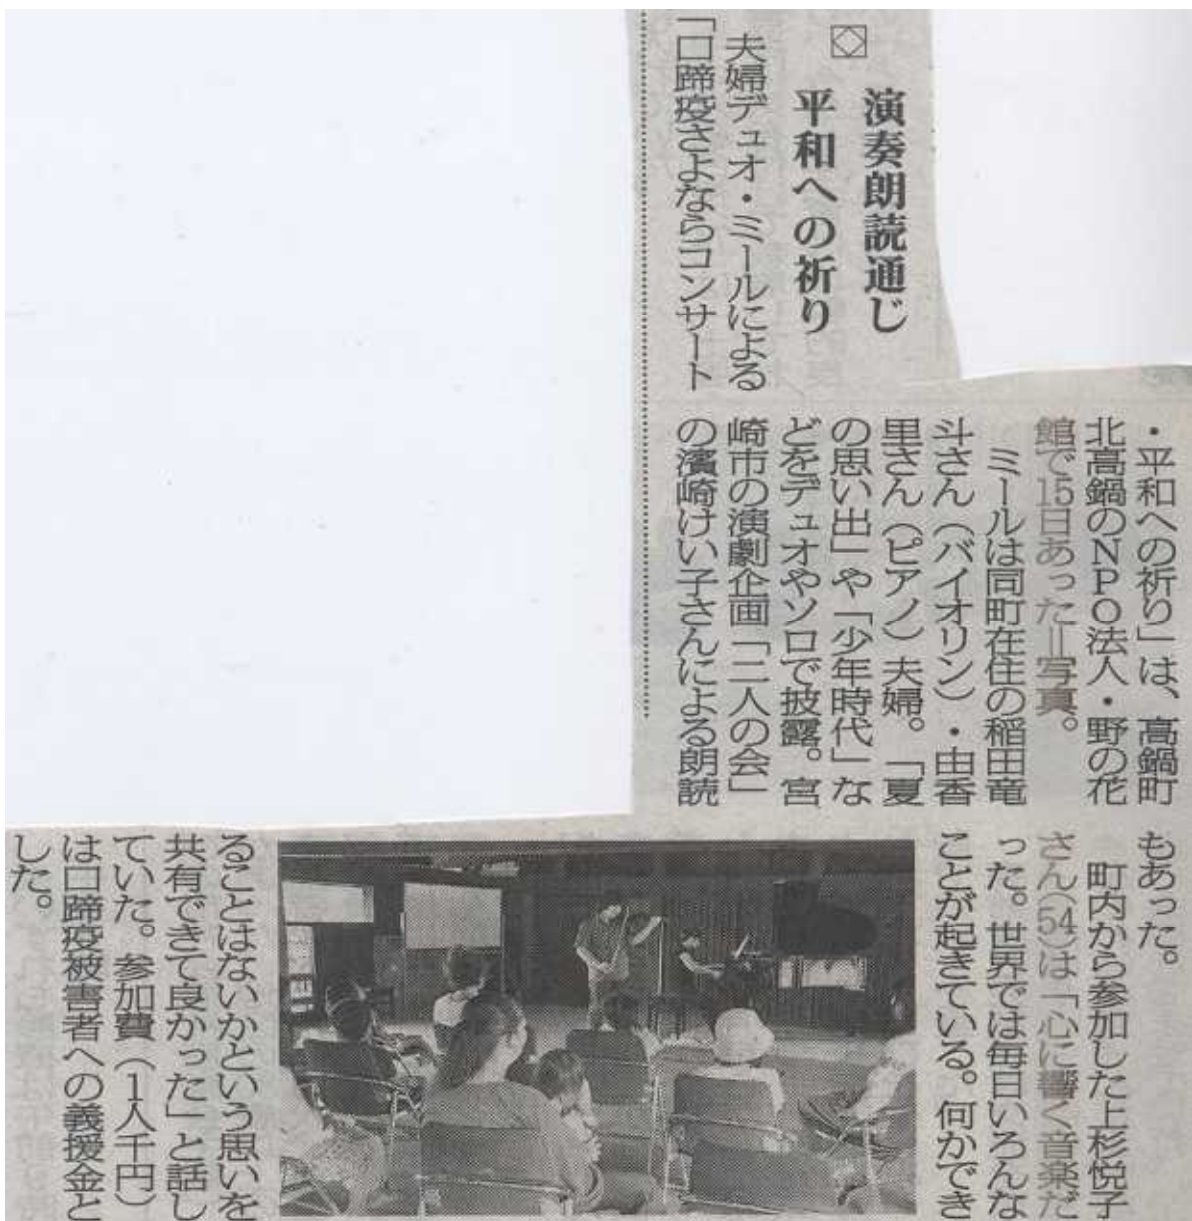 演奏朗読通じ
平和への祈り
夫婦デュオ・ミールによる
「口蹄疫さよならコンサート
・平和への祈り」は、高鍋町
北高鍋のNPO法人・野の花
館で15日あった＝写真。
ミールは同町在住の稲田竜
斗さん（バイオリン）・由香
里さん（ピアノ）夫婦。「夏
の思い出」や「少年時代」な
どをデュオやソロで披露。宮
崎市の演劇企画「二人の会」
の濱崎けい子さんによる朗読
もあった。
町内から参加した上杉悦子
さん(54)は「心に響く音楽だ
った。世界では毎日いろんな
ことが起きている。何かでき
ることはないかという思いを
共有できて良かった」と話し
ていた。参加費（1人千円）
は口蹄疫被害者への義援金と
した。